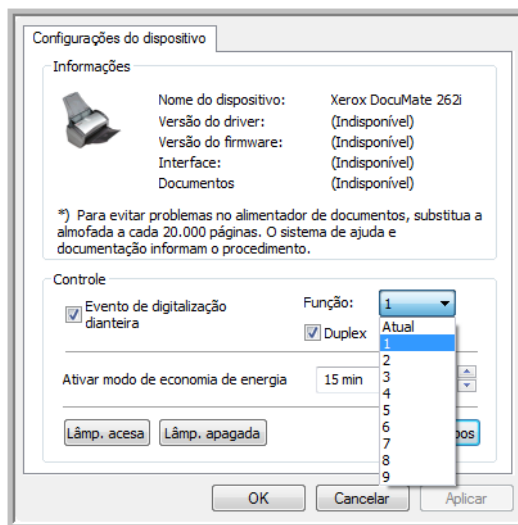 Configurações do dispositivo
Informações
Nome do dispositivo: Xerox DocuMate 262i
Versão do driver: (Indisponível)
Versão do firmware: (Indisponível)
Interface: (Indisponível)
Documentos (Indisponível)
*) Para evitar problemas no alimentador de documentos, substitua a
almofada a cada 20.000 páginas. O sistema de ajuda e
documentação informam o procedimento.
Controle
Evento de digitalização
dianteira
Função: 1
Duplex
Atual
1
2
3
4
5
6
7
8
9
Ativar modo de economia de energia 15 min
Lâmp. acesa Lâmp. apagada
OK Cancelar Aplicar